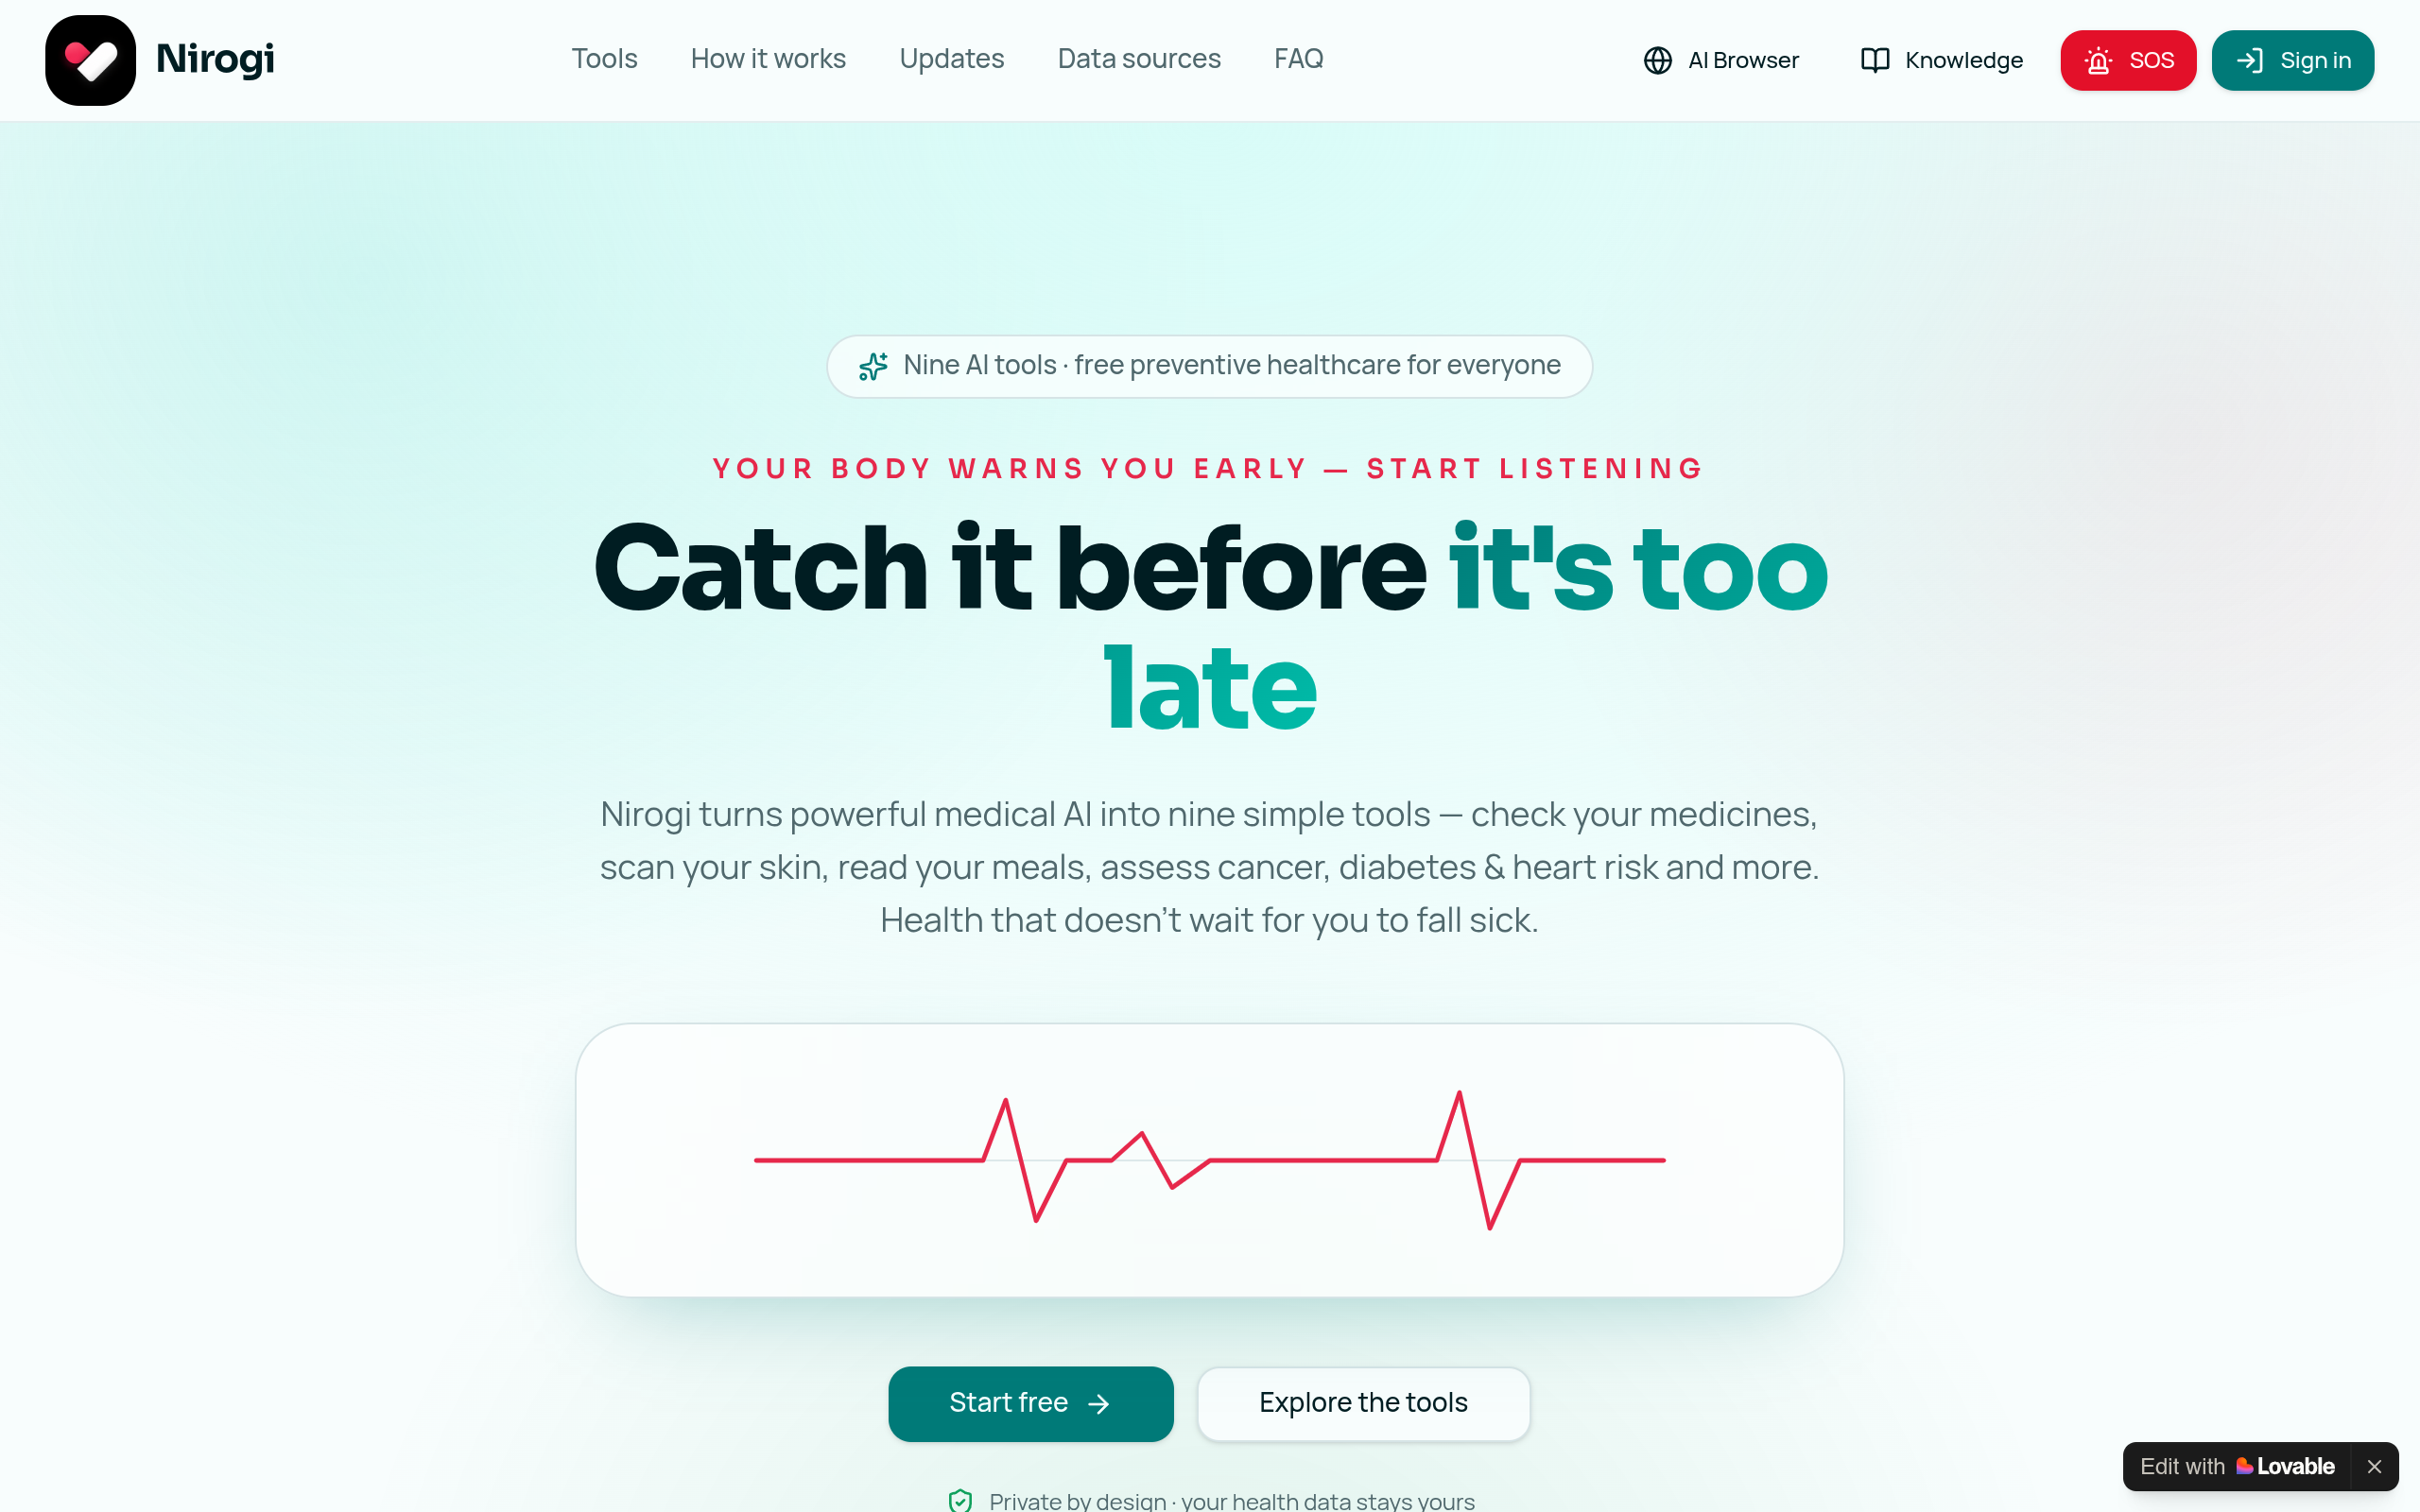 Nirogi
Tools
How it works
Updates
Data sources
FAQ
AI Browser
Knowledge
SOS
Sign in
Nine AI tools · free preventive healthcare for everyone
YOUR BODY WARNS YOU EARLY — START LISTENING
Catch it before it's too
late
Nirogi turns powerful medical AI into nine simple tools — check your medicines,
scan your skin, read your meals, assess cancer, diabetes & heart risk and more.
Health that doesn’t wait for you to fall sick.
Start free
Explore the tools
Private by design · your health data stays yours
Edit with Lovable